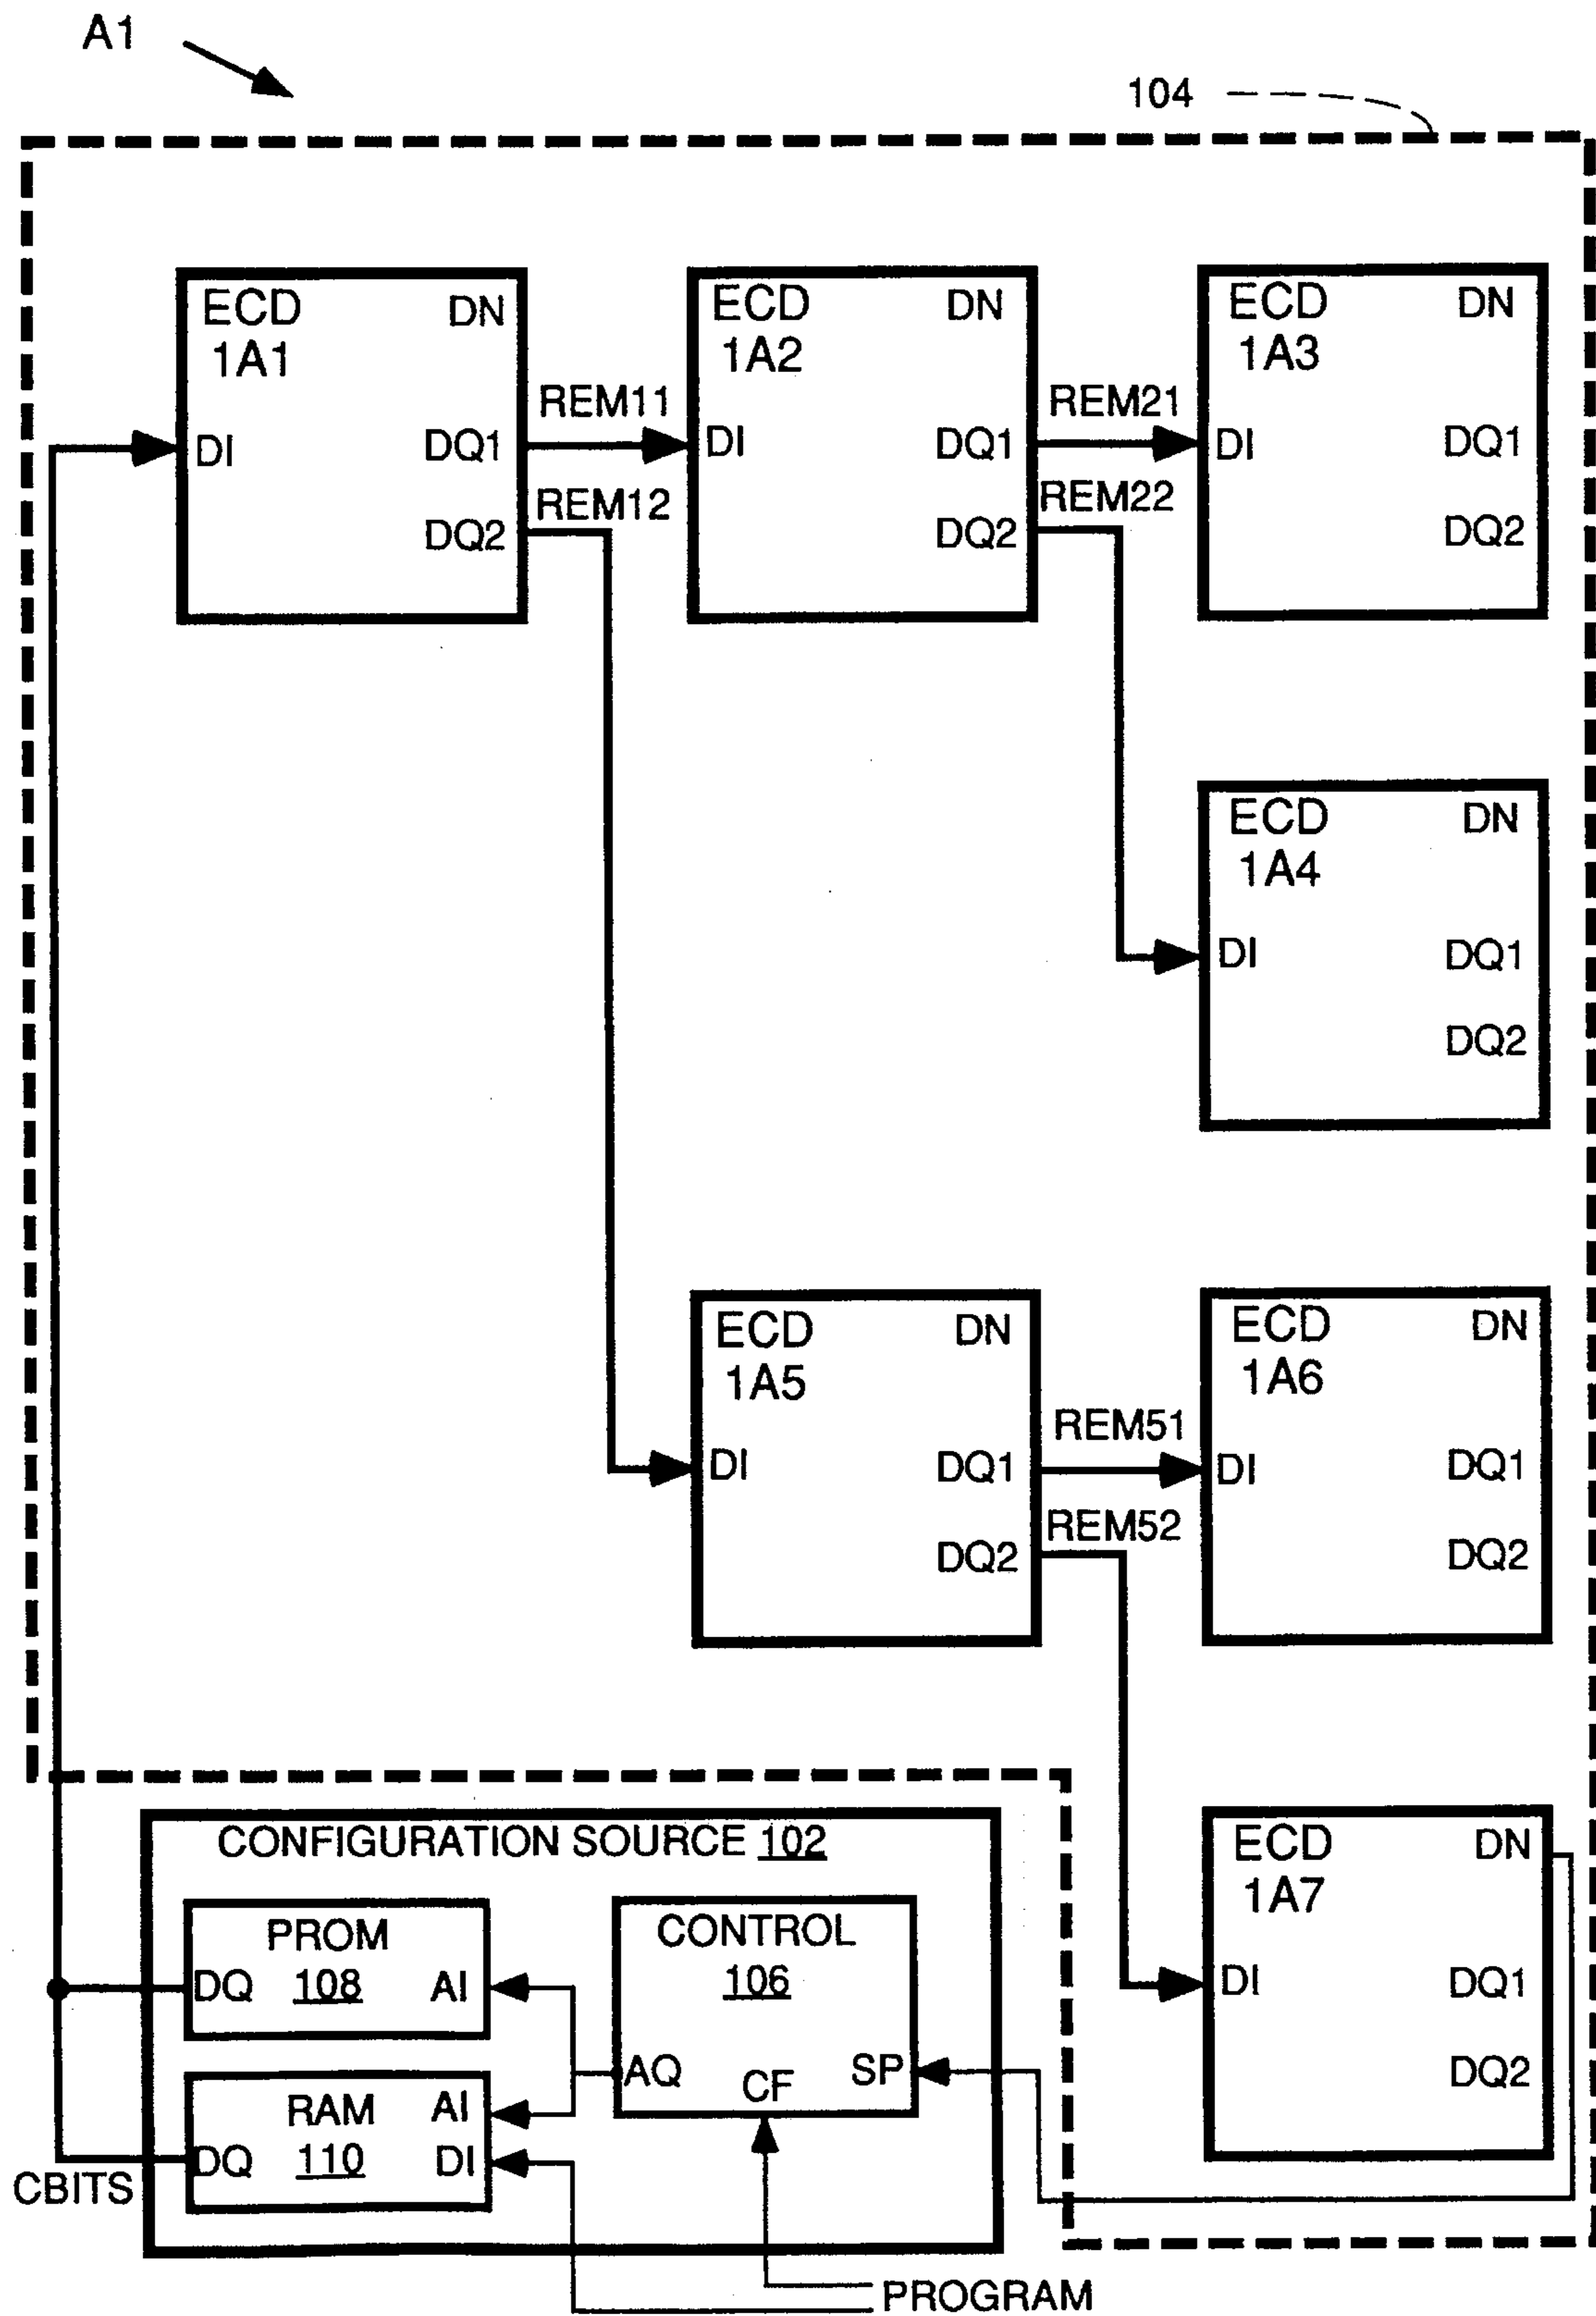 A1
104
ECD DN
1A1
DI
DQ1
DQ2
REM11
REM12
ECD DN
1A2
DI
DQ1
DQ2
REM21
REM22
ECD DN
1A3
DI
DQ1
DQ2
ECD DN
1A4
DI
DQ1
DQ2
ECD DN
1A5
DI
DQ1
DQ2
REM51
REM52
ECD DN
1A6
DI
DQ1
DQ2
ECD DN
1A7
DI
DQ1
DQ2
CONFIGURATION SOURCE 102
PROM
DQ 108 AI
CONTROL
106
AQ CF SP
RAM AI
DQ 110 DI
CBITS
PROGRAM